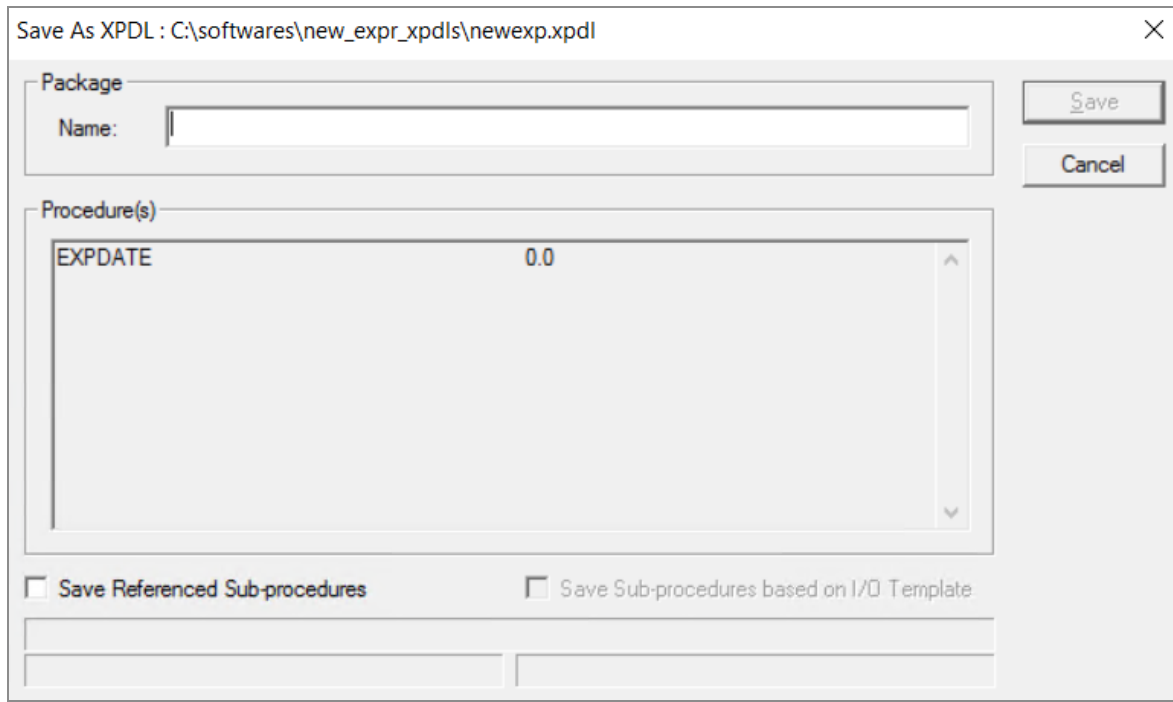 Save As XPDL : C:\softwares\new_expr_xpdls\newexp.xpdl
Package
Name:
Save
Cancel
Procedure(s)
EXPDATE 0.0
Save Referenced Sub-procedures Save Sub-procedures based on I/O Template